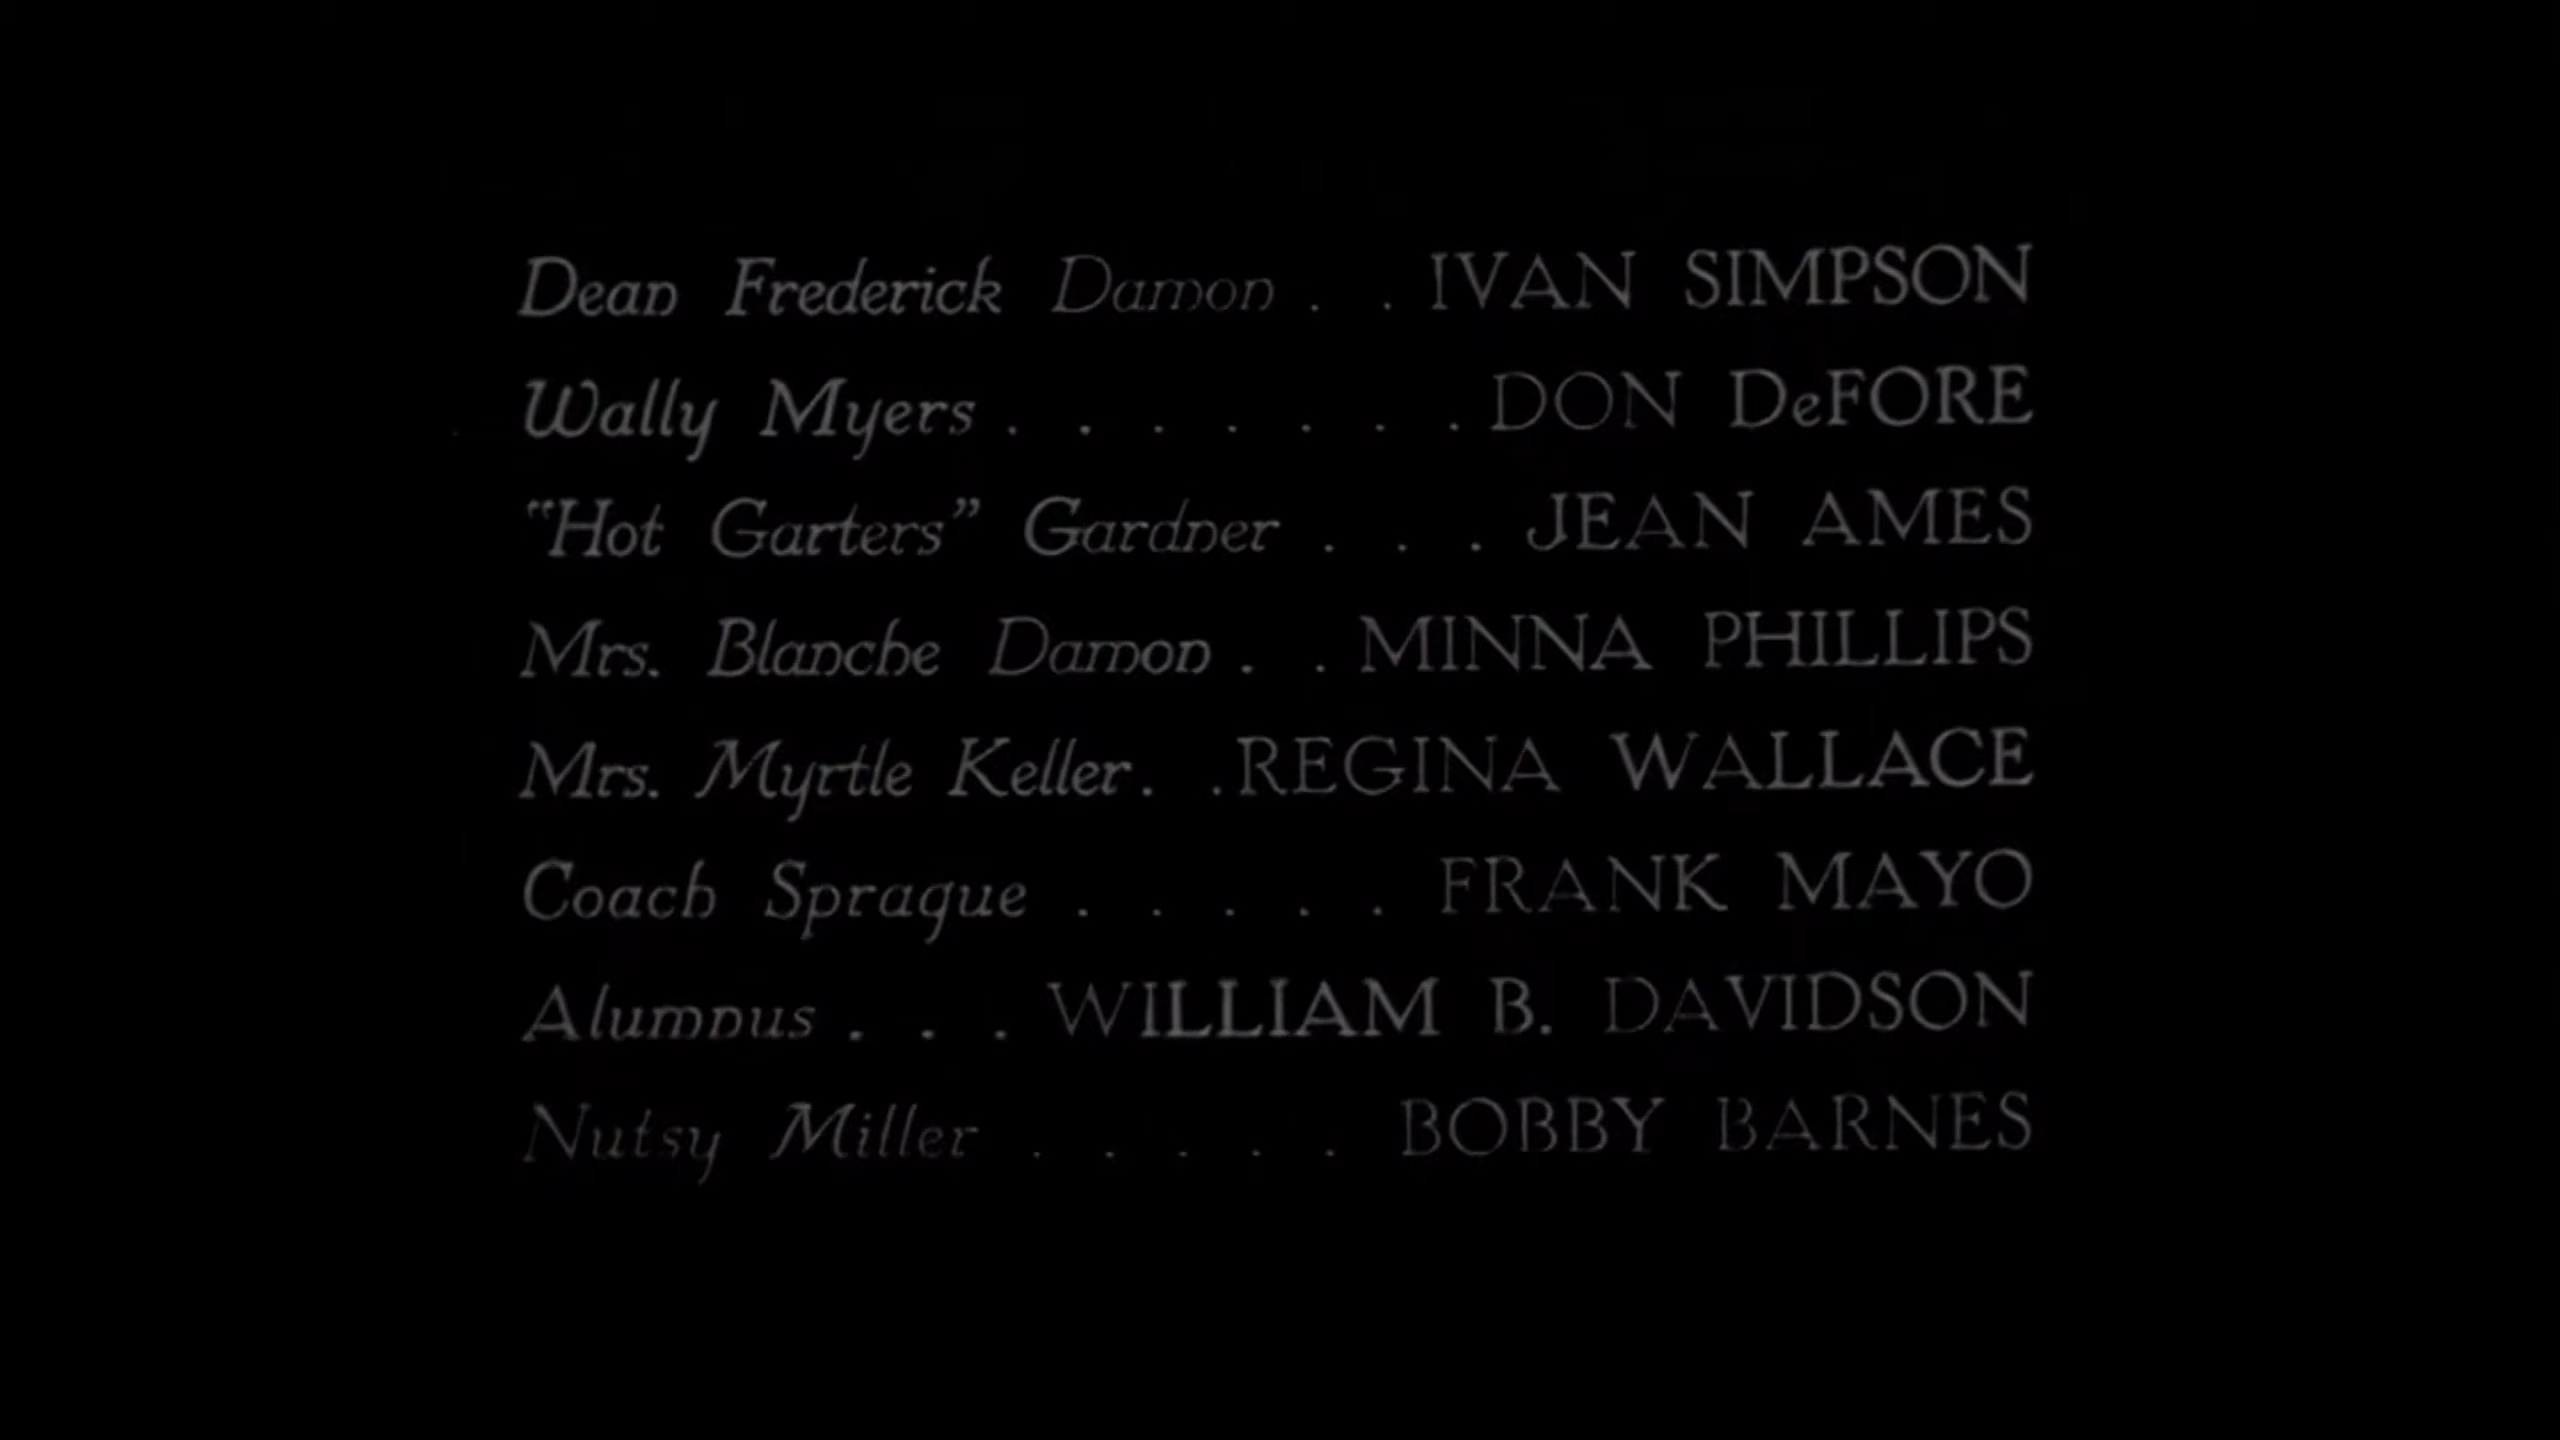 Dean Frederick Damon . . IVAN SIMPSON
Wally Myers . . . . . . . DON DeFORE
"Hot Garters" Gardner . . . JEAN AMES
Mrs. Blanche Damon . . MINNA PHILLIPS
Mrs. Myrtle Keller . . REGINA WALLACE
Coach Sprague . . . . . FRANK MAYO
Alumnus . . . WILLIAM B. DAVIDSON
Nutsy Miller . . . . . BOBBY BARNES